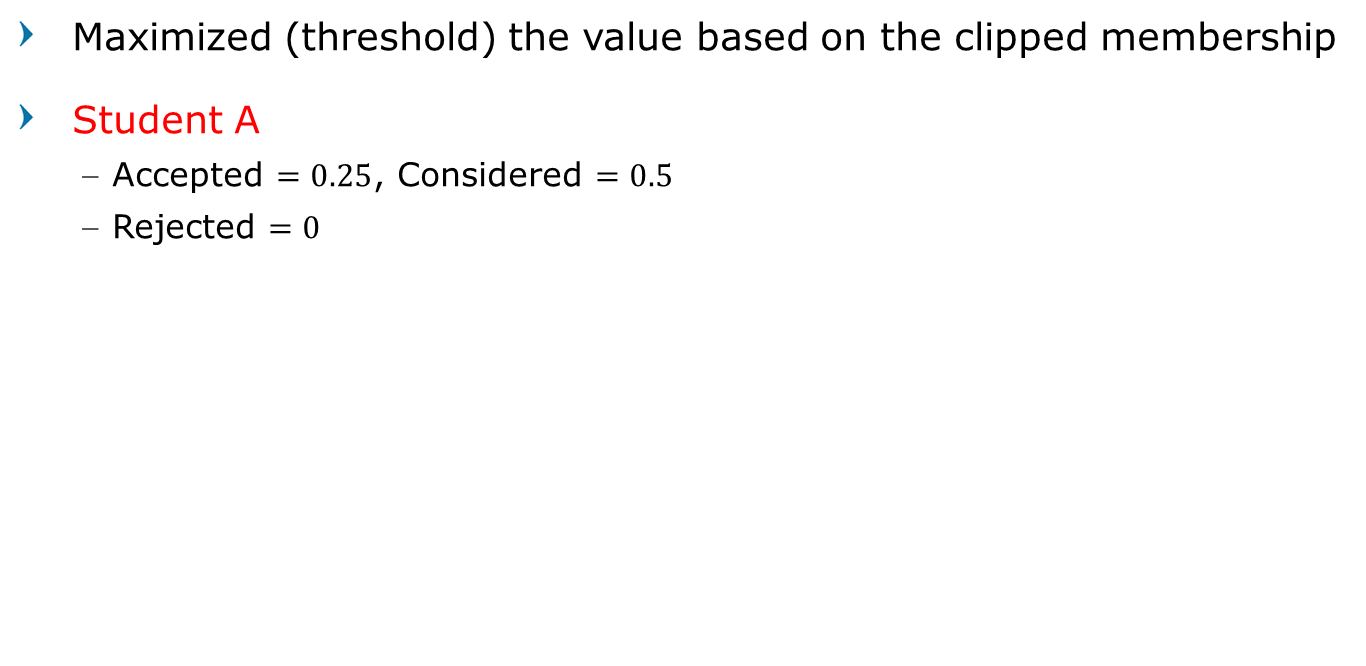 Maximized (threshold) the value based on the clipped membership
Student A
– Accepted = 0.25, Considered = 0.5
– Rejected = 0